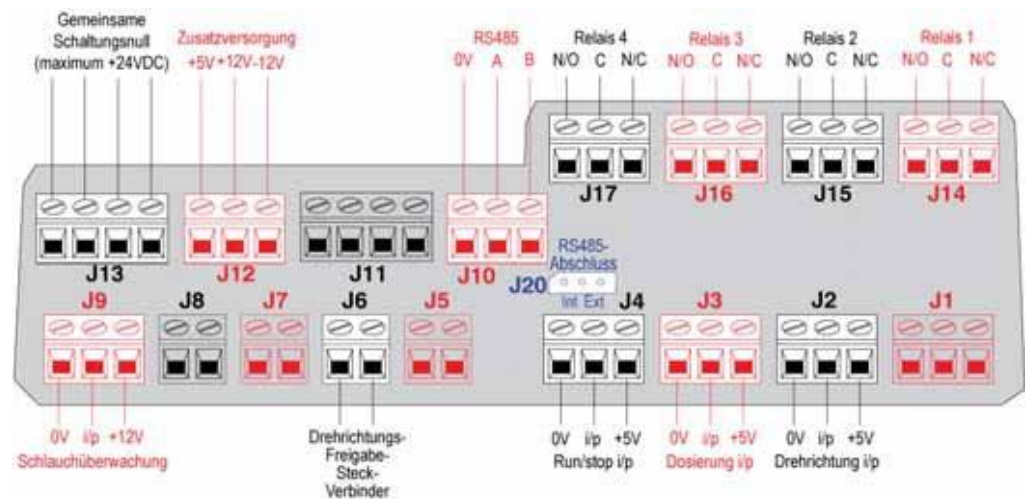 Gemeinsame
Schaltungsnull
(maximum +24VDC)
Zusatzversorgung
+5V +12V -12V
RS485
0V A B
Relais 4
N/O C N/C
Relais 3
N/O C N/C
Relais 2
N/O C N/C
Relais 1
N/O C N/C
J17 J16 J15 J14
J13 J12 J11 J10
RS485-
Abschluss
J20
Int Ext
J9 J8 J7 J6 J5 J4 J3 J2 J1
0V i/p +12V
Schlauchüberwachung
Drehrichtungs-
Freigabe-
Steck-
Verbinder
0V i/p +5V
Run/stop i/p
0V i/p +5V
Dosierung i/p
0V i/p +5V
Drehrichtung i/p